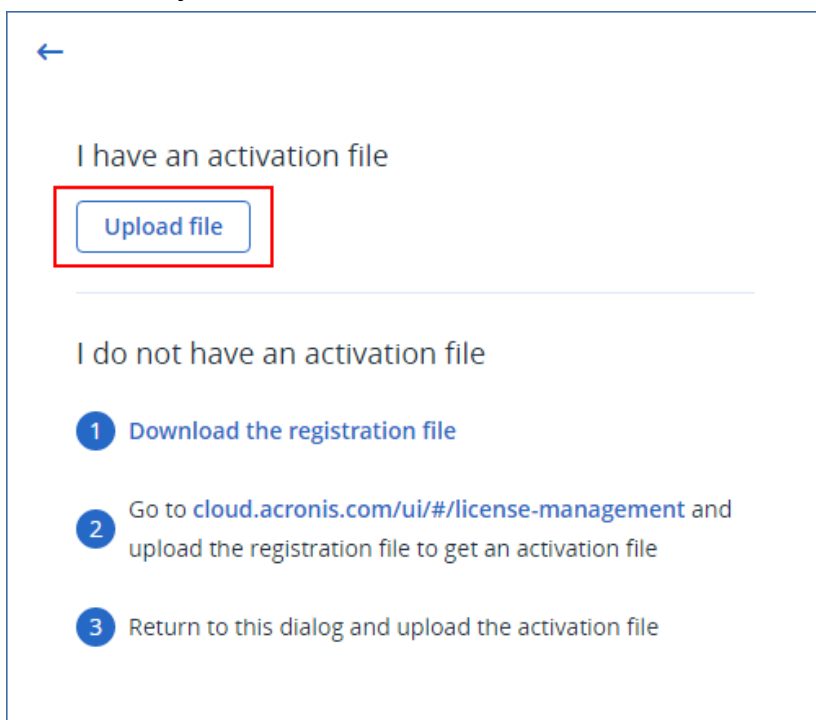 I have an activation file
Upload file
I do not have an activation file
1 Download the registration file
2 Go to cloud.acronis.com/ui/#/license-management and
upload the registration file to get an activation file
3 Return to this dialog and upload the activation file